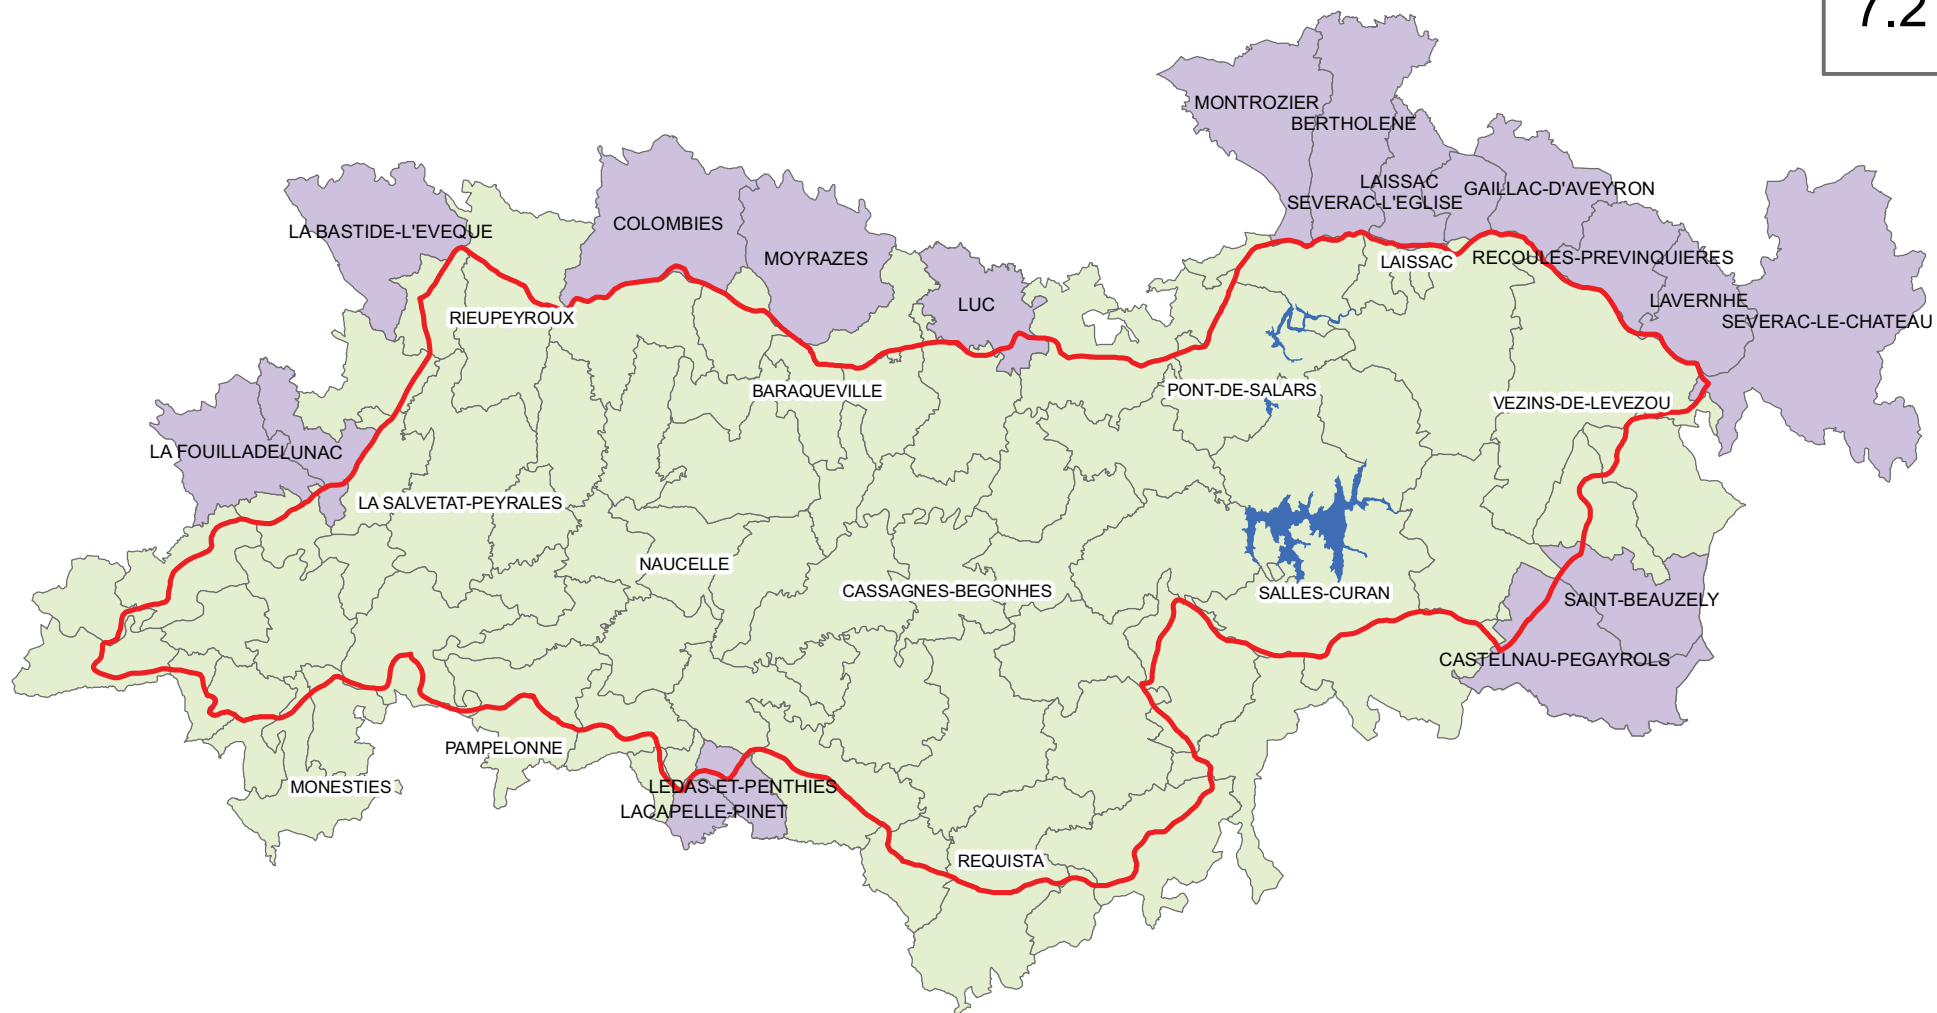 7.2
MONTROZIER
BERTHOLENE
LAISSAC
SEVERAC-L'EGLISE
GAILLAC-D'AVEYRON
COLOMBIES
LA BASTIDE-L'EVEQUE
MOYRAZES
LAISSAC
RECOULES-PREVINQUIERES
LUC
LAVERNHE
RIEUPEYROUX
SEVERAC-LE-CHATEAU
BARAQUEVILLE
PONT-DE-SALARS
VEZINS-DE-LEVEZOU
LA FOUILLADE
LUNAC
LA SALVETAT-PEYRALES
NAUCELLE
CASSAGNES-BEGONHES
SALLES-CURAN
SAINT-BEAUZELY
CASTELNAU-PEGAYROLS
PAMPELONNE
MONESTIES
LEDAS-ET-PENTHIES
LACAPELLE-PINET
REQUISTA